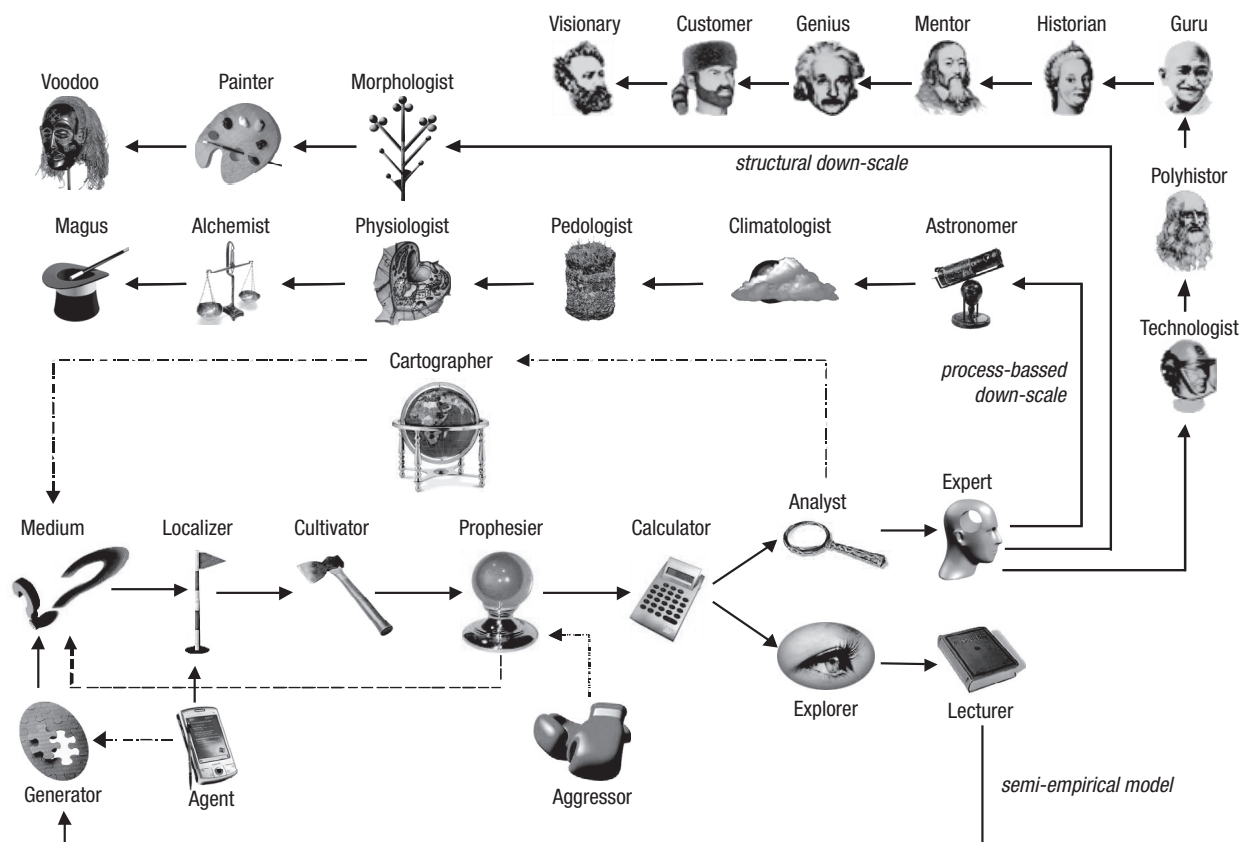 Visionary
Customer
Genius
Mentor
Historian
Guru
Voodoo
Painter
Morphologist
structural down-scale
Polyhistor
Magus
Alchemist
Physiologist
Pedologist
Climatologist
Astronomer
Technologist
Cartographer
process-bassed
down-scale
Medium
Localizer
Cultivator
Prophesier
Calculator
Analyst
Expert
Explorer
Lecturer
Generator
Agent
Aggressor
semi-empirical model